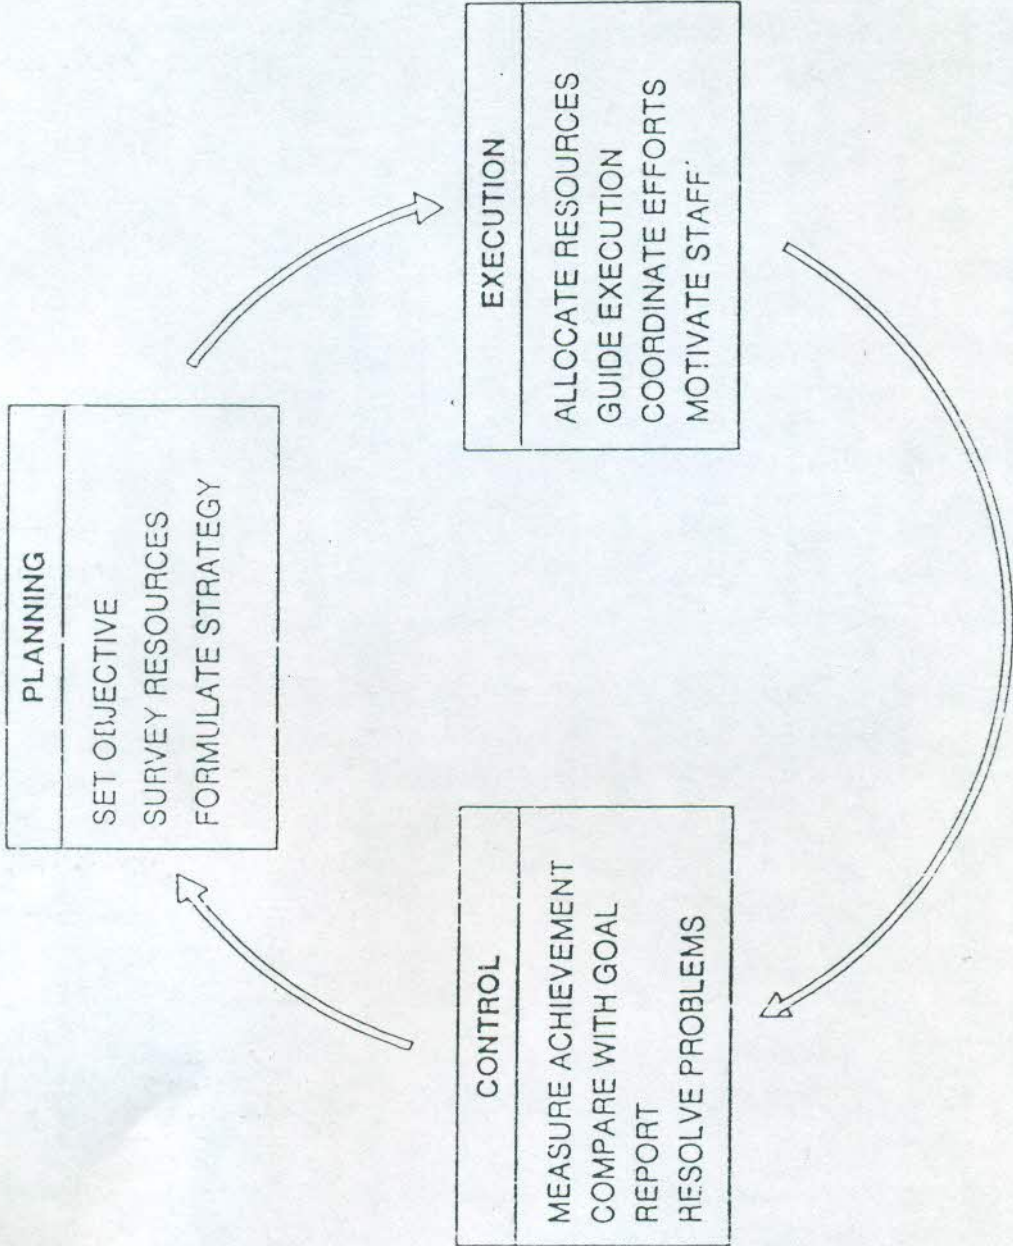 PLANNING
SET OBJECTIVE
SURVEY RESOURCES
FORMULATE STRATEGY
EXECUTION
ALLOCATE RESOURCES
GUIDE EXECUTION
COORDINATE EFFORTS
MOTIVATE STAFF
CONTROL
MEASURE ACHIEVEMENT
COMPARE WITH GOAL
REPORT
RESOLVE PROBLEMS